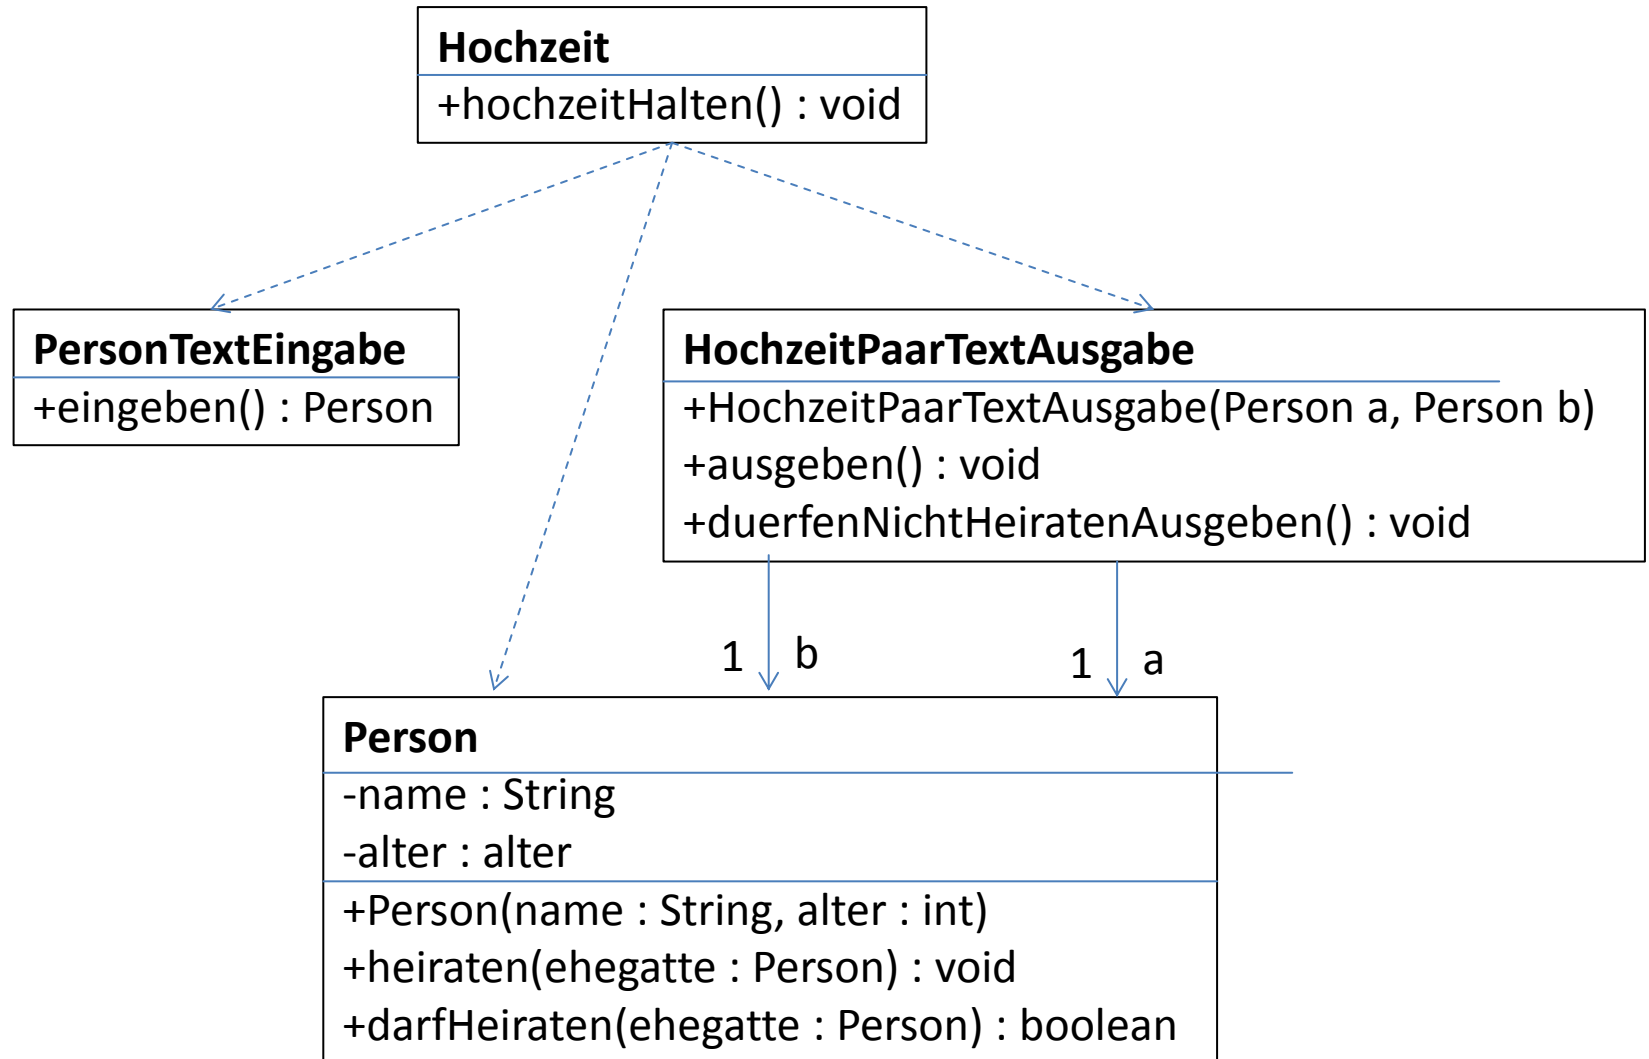 Hochzeit
+hochzeitHalten() : void
PersonTextEingabe
+eingeben() : Person
HochzeitPaarTextAusgabe
+HochzeitPaarTextAusgabe(Person a, Person b)
+ausgeben() : void
+duerfenNichtHeiratenAusgeben() : void
1 b
1 a
Person
-name : String
-alter : alter
+Person(name : String, alter : int)
+heiraten(ehegatte : Person) : void
+darfHeiraten(ehegatte : Person) : boolean